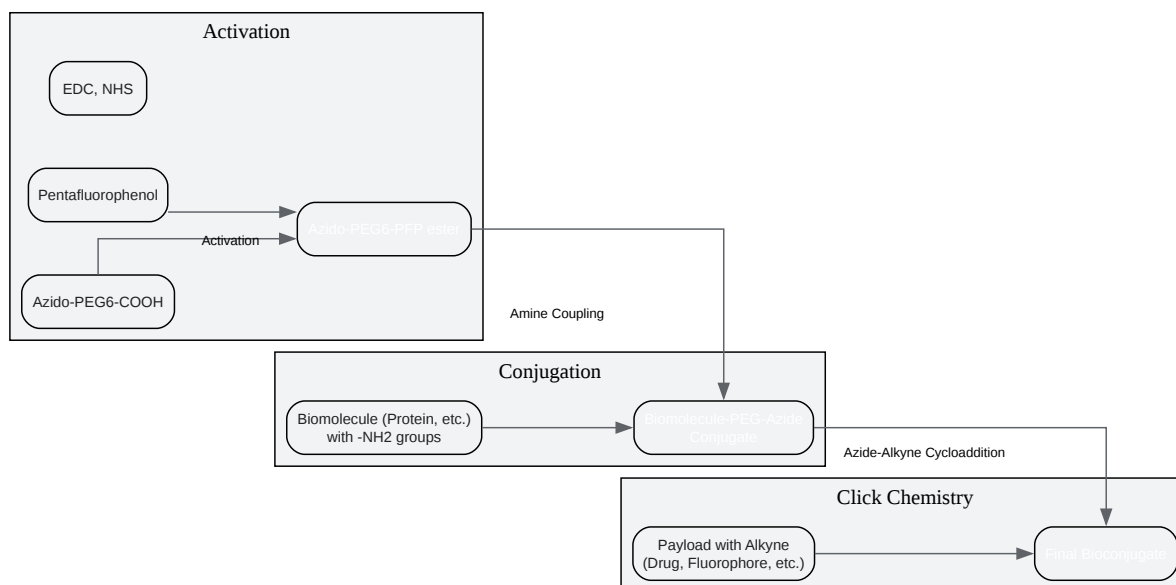 Activation
EDC, NHS
Pentafluorophenol
Azido-PEG6-PFP ester
Activation
Azido-PEG6-COOH
Amine Coupling
Conjugation
Biomolecule (Protein, etc.)
with -NH2 groups
Biomolecule-PEG-Azide
Conjugate
Azide-Alkyne Cycloaddition
Click Chemistry
Payload with Alkyne
(Drug, Fluorophore, etc.)
Final Bioconjugate